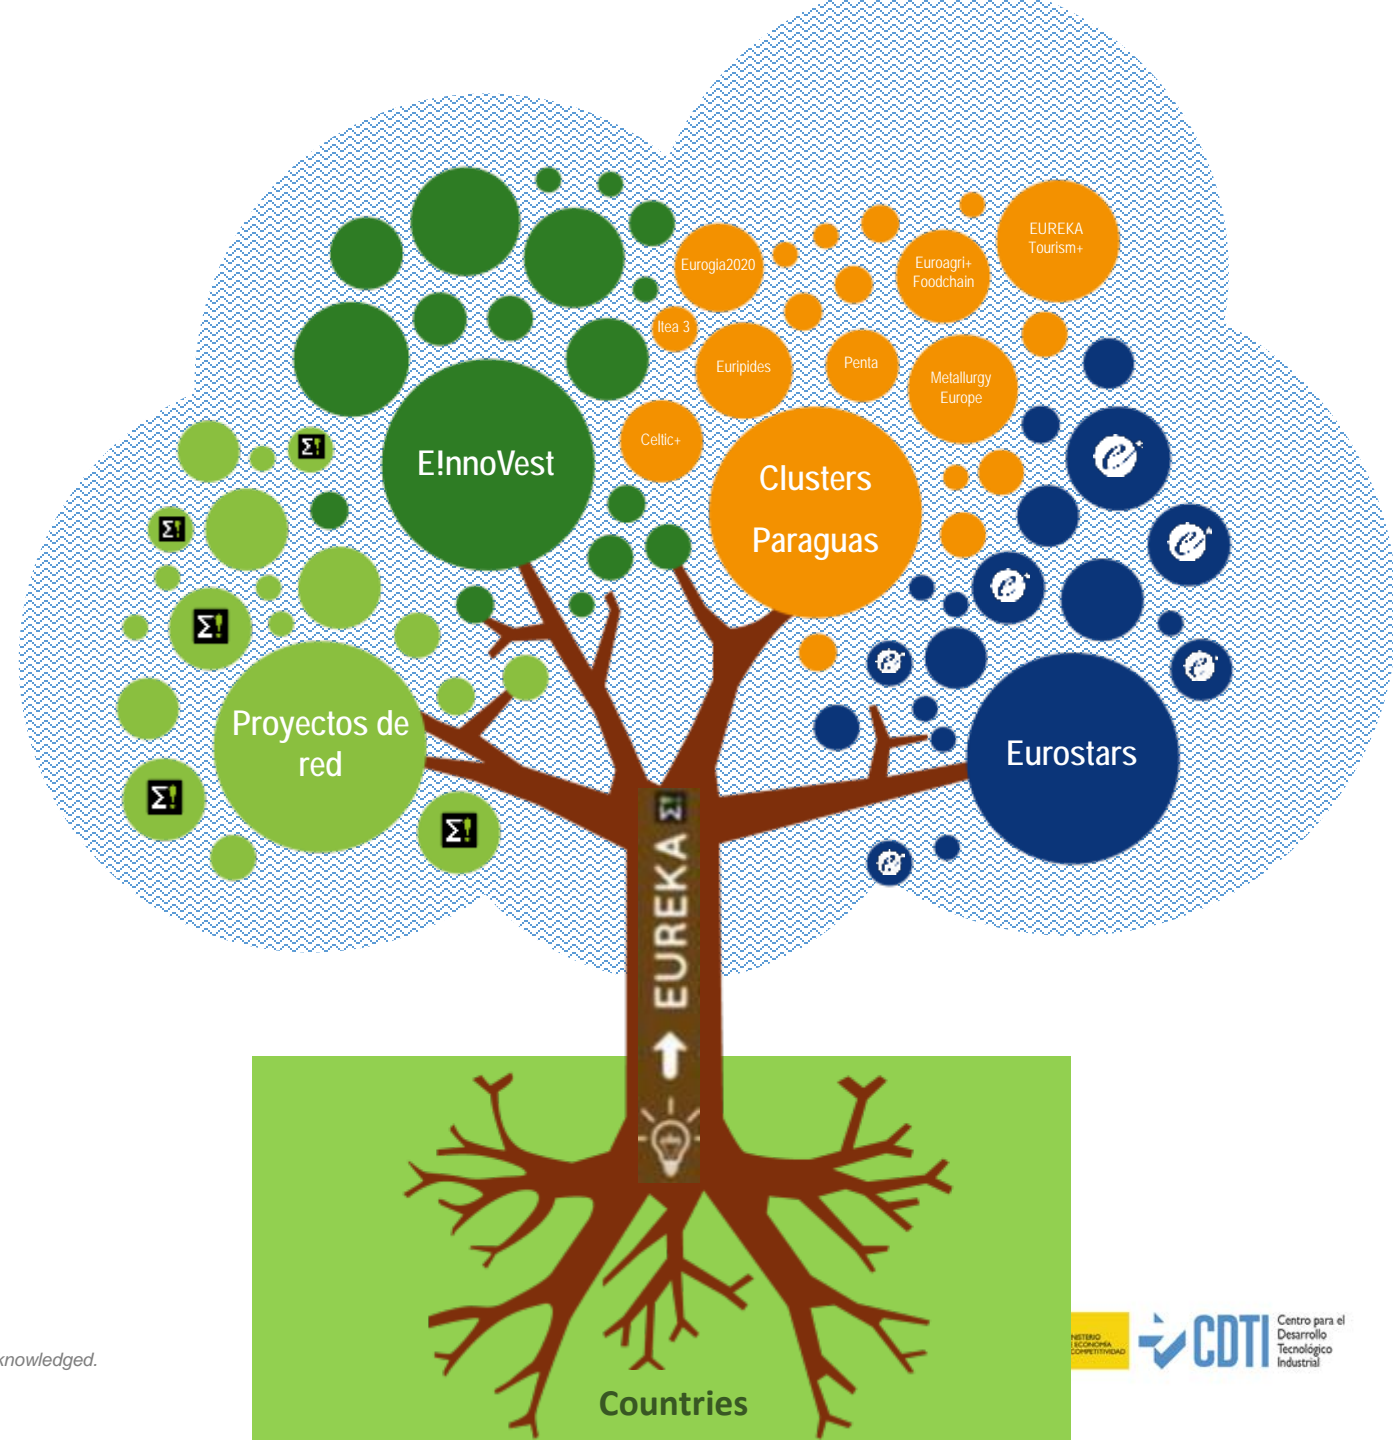 EUREKA
Tourism+
Eurogia2020
Euroagri+
Foodchain
Itea 3
Euripides
Penta
Metallurgy
Europe
Celtic+
E!nnoVest
Clusters
Paraguas
Proyectos de
red
Eurostars
Σ!
Σ!
Σ!
Σ!
Σ!
EUREKA Σ!
CDTI
Centro para el
Desarrollo
Tecnológico
Industrial
knowledged.
Countries